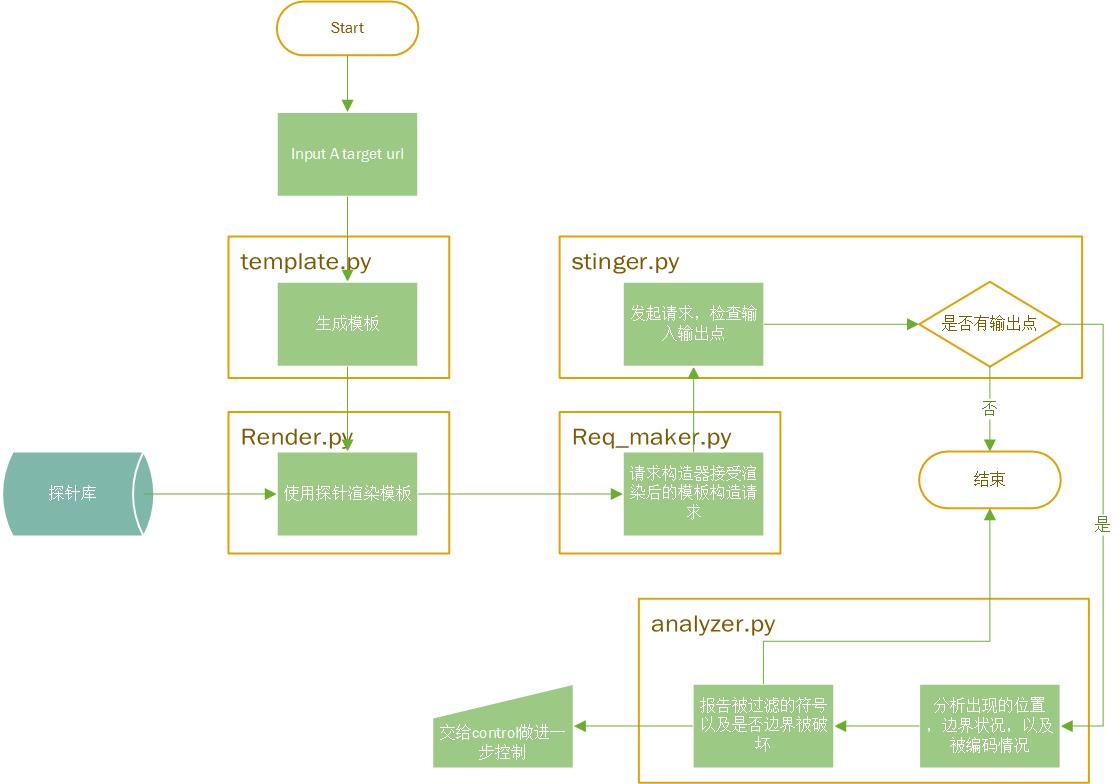 Start
Input A target url
template.py
生成模板
stinger.py
发起请求，检查输
入输出点
是否有输出点
否
Render.py
使用探针渲染模板
探针库
Req_maker.py
请求构造器接受渲
染后的模板构造请
求
结束
是
analyzer.py
分析出现的位置
，边界状况，以及
被编码情况
报告被过滤的符号
以及是否边界被破
坏
交给control做进一
步控制